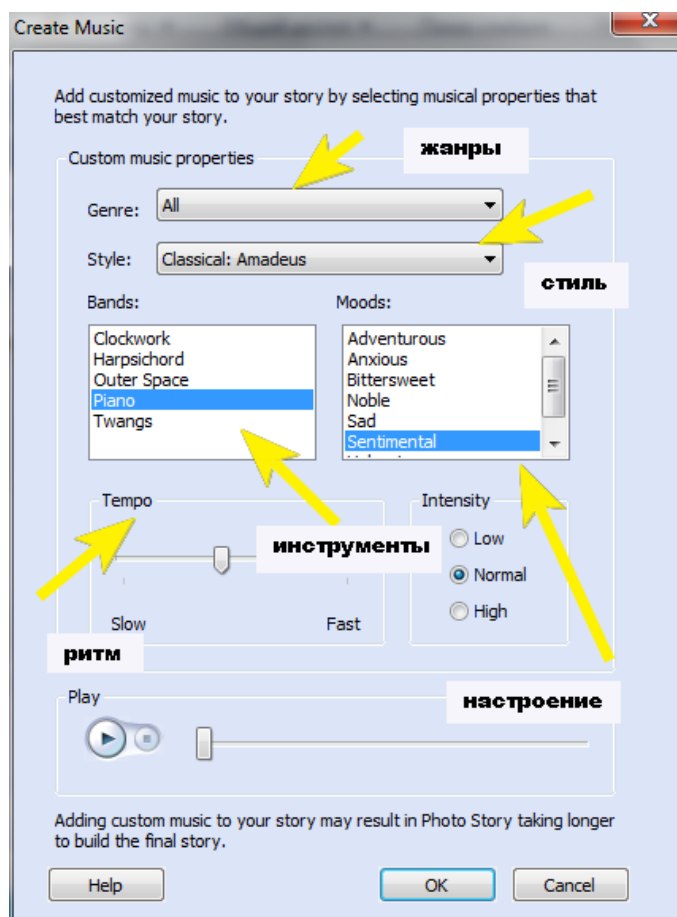 Create Music
Add customized music to your story by selecting musical properties that
best match your story.
Custom music properties
жанры
Genre:
All
Style:
Classical: Amadeus
стиль
Bands:
Clockwork
Harpsichord
Outer Space
Piano
Twangs
Moods:
Adventurous
Anxious
Bittersweet
Noble
Sad
Sentimental
Tempo
инструменты
Slow
Fast
ритм
Intensity
Low
Normal
High
настроение
Play
Adding custom music to your story may result in Photo Story taking longer
to build the final story.
Help
OK
Cancel